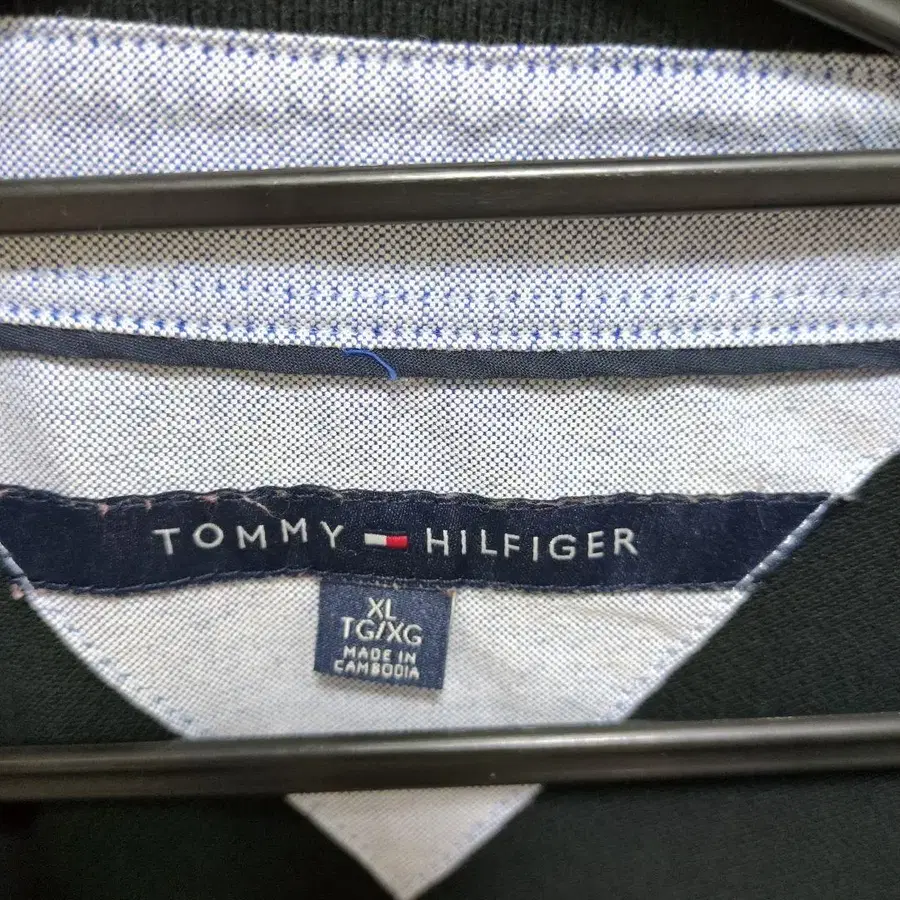 TOMMY HILFIGER
XL
TG/XG
MADE IN
CAMBODIA